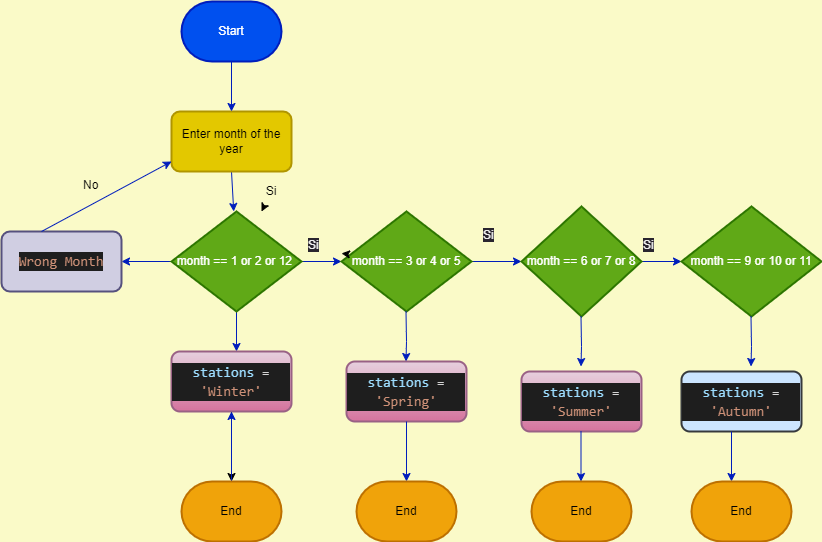 Start
Enter month of the
year
No
Si
Si
Si
Si
Wrong Month
month == 1 or 2 or 12
month == 3 or 4 or 5
month == 6 or 7 or 8
month == 9 or 10 or 11
stations =
'Winter'
stations =
'Spring'
stations =
'Summer'
stations =
'Autumn'
End
End
End
End